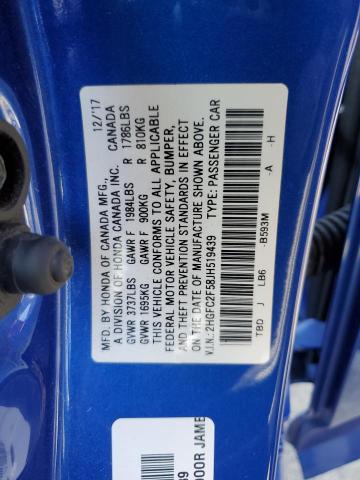 MFD. BY HONDA OF CANADA MFG. 12/'17
A DIVISION OF HONDA CANADA INC. CANADA
GVWR 3737LBS GAWR F 1984LBS R 1786LBS
GVWR 1695KG GAWR F 900KG R 810KG
THIS VEHICLE CONFORMS TO ALL APPLICABLE
FEDERAL MOTOR VEHICLE SAFETY, BUMPER,
AND THEFT PREVENTION STANDARDS IN EFFECT
ON THE DATE OF MANUFACTURE SHOWN ABOVE.
V.I.N.: 2HGFC2F58JH519439 TYPE: PASSENGER CAR
TBD J LB6 -B593M -A -H
DOOR JAMB